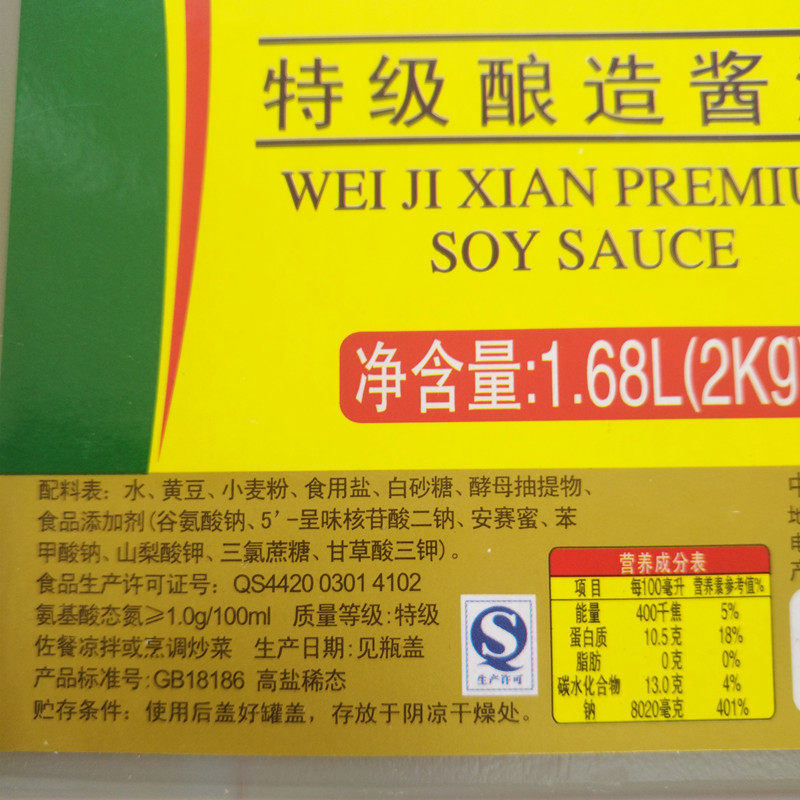 特级酿造酱
WEI JI XIAN PREMIU
SOY SAUCE
净含量:1.68L(2Kg)
配料表：水、黄豆、小麦粉、食用盐、白砂糖、酵母抽提物、
食品添加剂(谷氨酸钠、5'-呈味核苷酸二钠、安赛蜜、苯
甲酸钠、山梨酸钾、三氯蔗糖、甘草酸三钾)。
食品生产许可证号：QS4420 0301 4102
氨基酸态氮≥1.0g/100ml 质量等级:特级
佐餐凉拌或烹调炒菜 生产日期:见瓶盖
产品标准号:GB18186 高盐稀态
贮存条件：使用后盖好罐盖，存放于阴凉干燥处。
生产许可
营养成分表
项目 每100毫升 营养素参考值%
能量 400千焦 5%
蛋白质 10.5克 18%
脂肪 0克 0%
碳水化合物 13.0克 4%
钠 8020毫克 401%